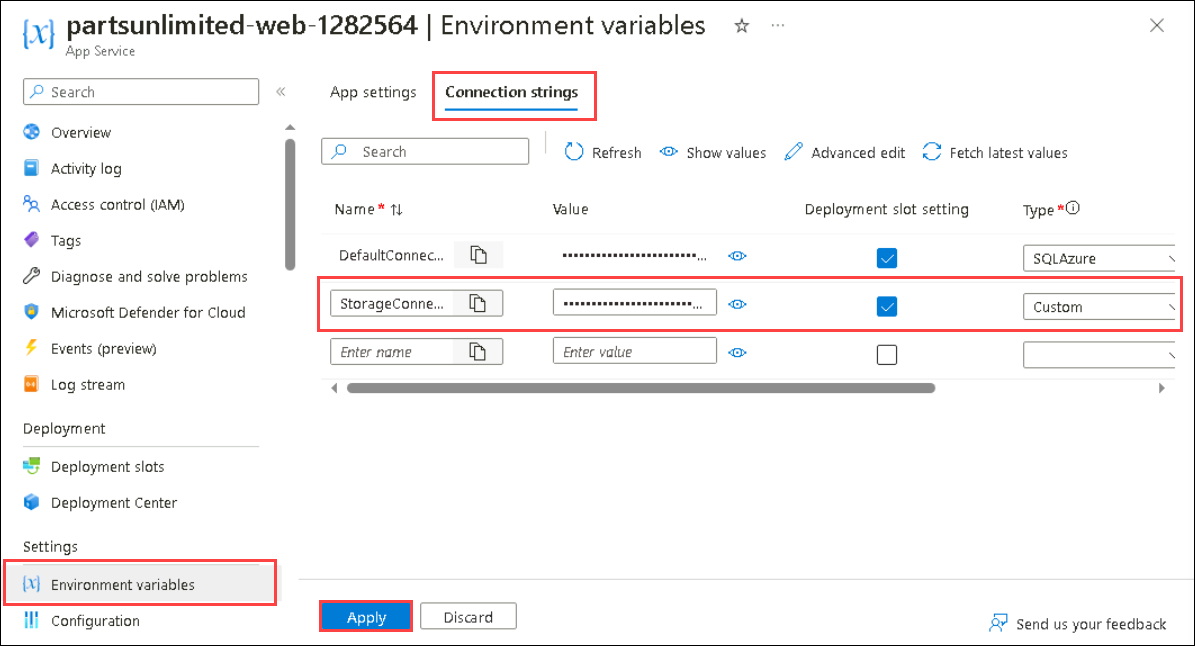 partsunlimited-web-1282564 | Environment variables
App Service
Search
Overview
Activity log
Access control (IAM)
Tags
Diagnose and solve problems
Microsoft Defender for Cloud
Events (preview)
Log stream
Deployment
Deployment slots
Deployment Center
Settings
Environment variables
Configuration
App settings Connection strings
Search Refresh Show values Advanced edit Fetch latest values
Name * Value Deployment slot setting Type *
DefaultConnec... ••••••••••••••••••••••••... SQLAzure
StorageConne... ••••••••••••••••••••••••... Custom
Enter name Enter value
Apply Discard
Send us your feedback